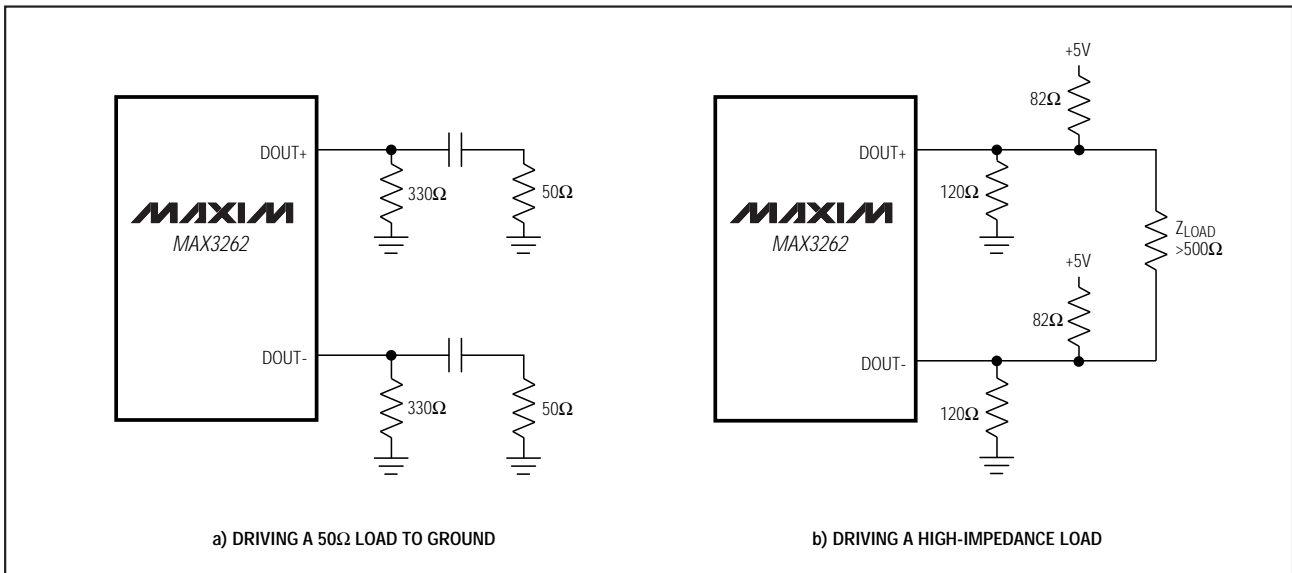 DOUT+
330Ω
50Ω
MAXIM
MAX3262
DOUT-
330Ω
50Ω
a) DRIVING A 50Ω LOAD TO GROUND
+5V
82Ω
DOUT+
120Ω
MAXIM
MAX3262
ZLOAD
>500Ω
+5V
82Ω
DOUT-
120Ω
b) DRIVING A HIGH-IMPEDANCE LOAD